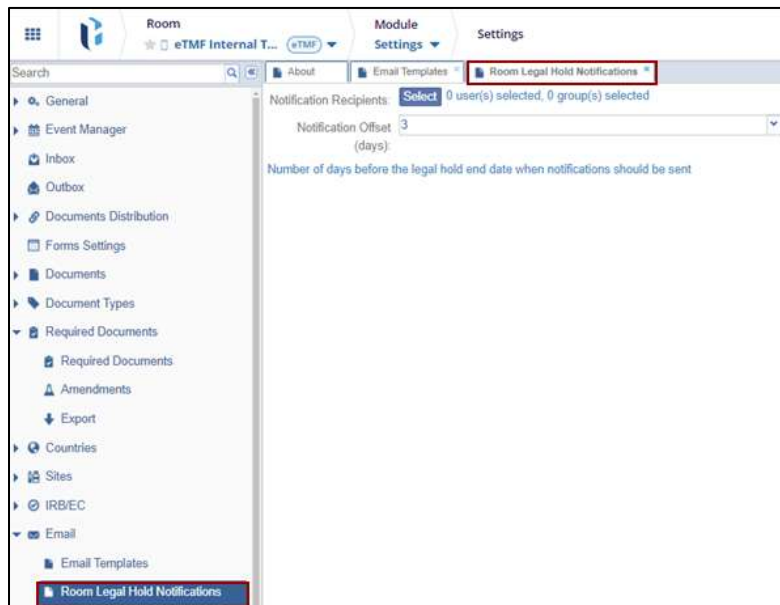 Room
eTMF Internal T... eTMF
Module
Settings
Settings
Search
About
Email Templates
Room Legal Hold Notifications
General
Event Manager
Inbox
Outbox
Documents Distribution
Forms Settings
Documents
Document Types
Required Documents
Required Documents
Amendments
Export
Countries
Sites
IRB/EC
Email
Email Templates
Room Legal Hold Notifications
Notification Recipients: Select 0 user(s) selected, 0 group(s) selected
Notification Offset 3
(days):
Number of days before the legal hold end date when notifications should be sent